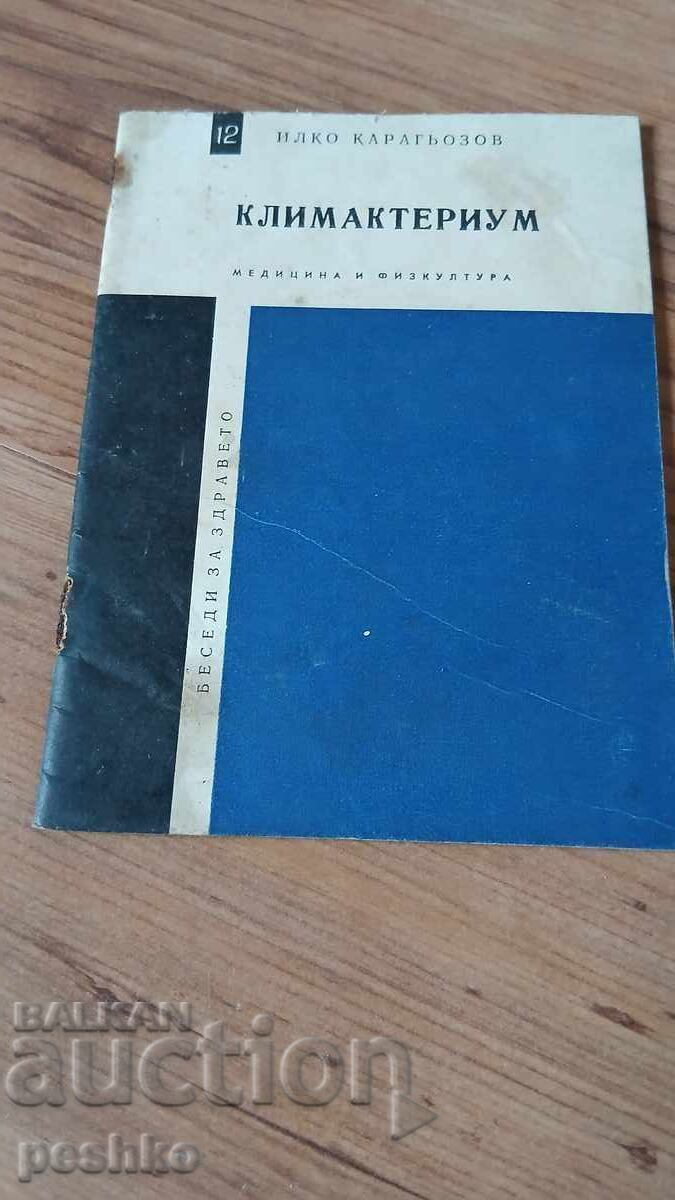 12 ИЛКО КАРАГЬОЗОВ
КЛИМАКТЕРИУМ
МЕДИЦИНА И ФИЗКУЛТУРА
БЕСЕДИ ЗА ЗДРАВЕТО
BALKAN
auction
peshko